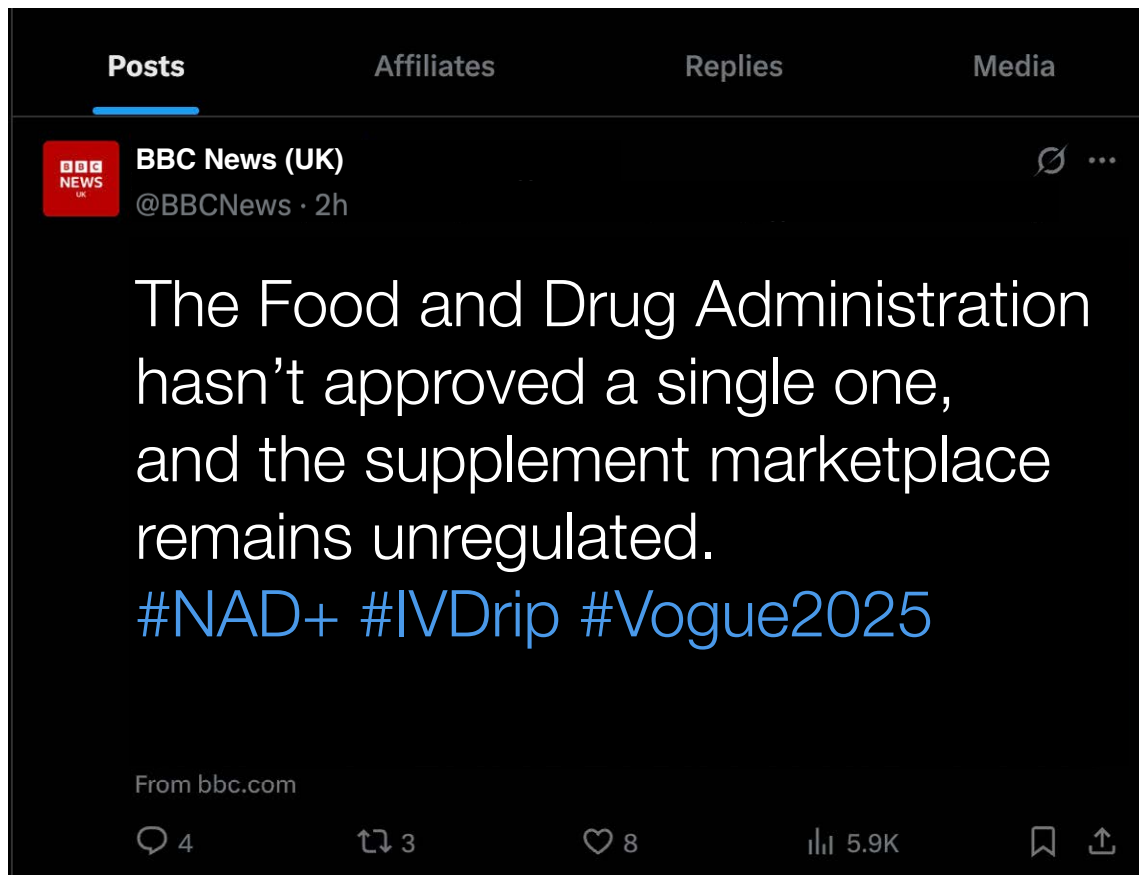 Posts Affiliates Replies Media
BBC NEWS UK
BBC News (UK)
@BBCNews · 2h
The Food and Drug Administration
hasn’t approved a single one,
and the supplement marketplace
remains unregulated.
#NAD+ #IVDrip #Vogue2025
From bbc.com
4 3 8 5.9K